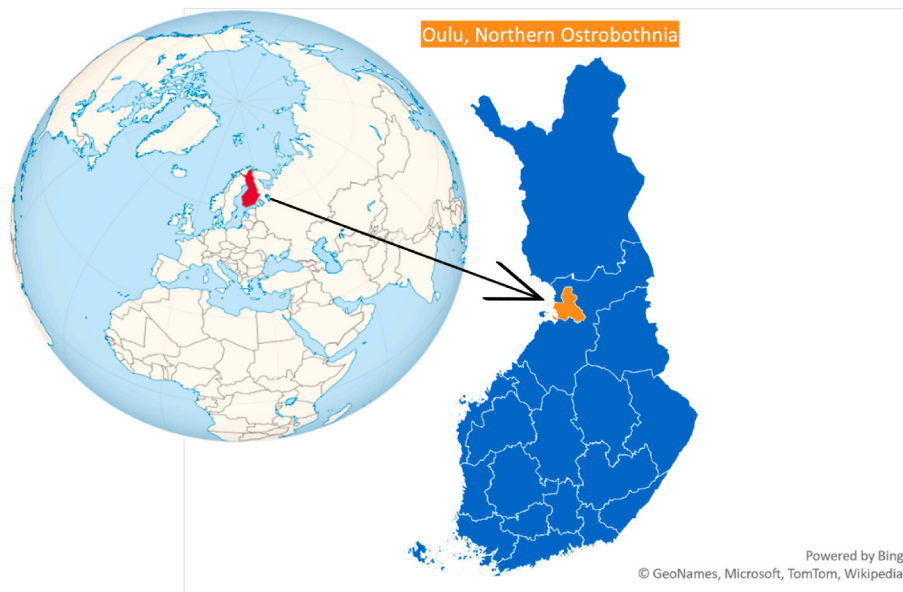 Oulu, Northern Ostrobothnia
Powered by Bing
© GeoNames, Microsoft, TomTom, Wikipedia